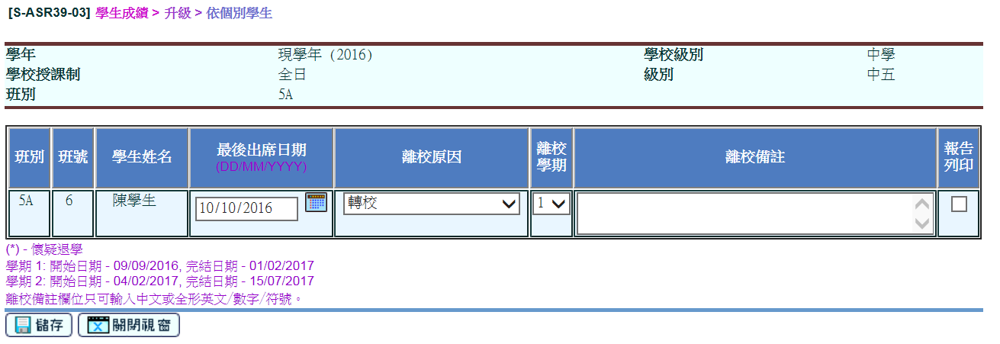 [S-ASR39-03] 學生成績 > 升級 > 依個別學生
學年 現學年 (2016) 學校級別 中學
學校授課制 全日 級別 中五
班別 5A
班別 班號 學生姓名 最後出席日期 (DD/MM/YYYY) 離校原因 離校學期 離校備註 報告列印
5A 6 陳學生 10/10/2016 轉校 1
(*) - 懷疑退學
學期 1: 開始日期 - 09/09/2016, 完結日期 - 01/02/2017
學期 2: 開始日期 - 04/02/2017, 完結日期 - 15/07/2017
離校備註欄位只可輸入中文或全形英文/數字/符號。
儲存 關閉視窗